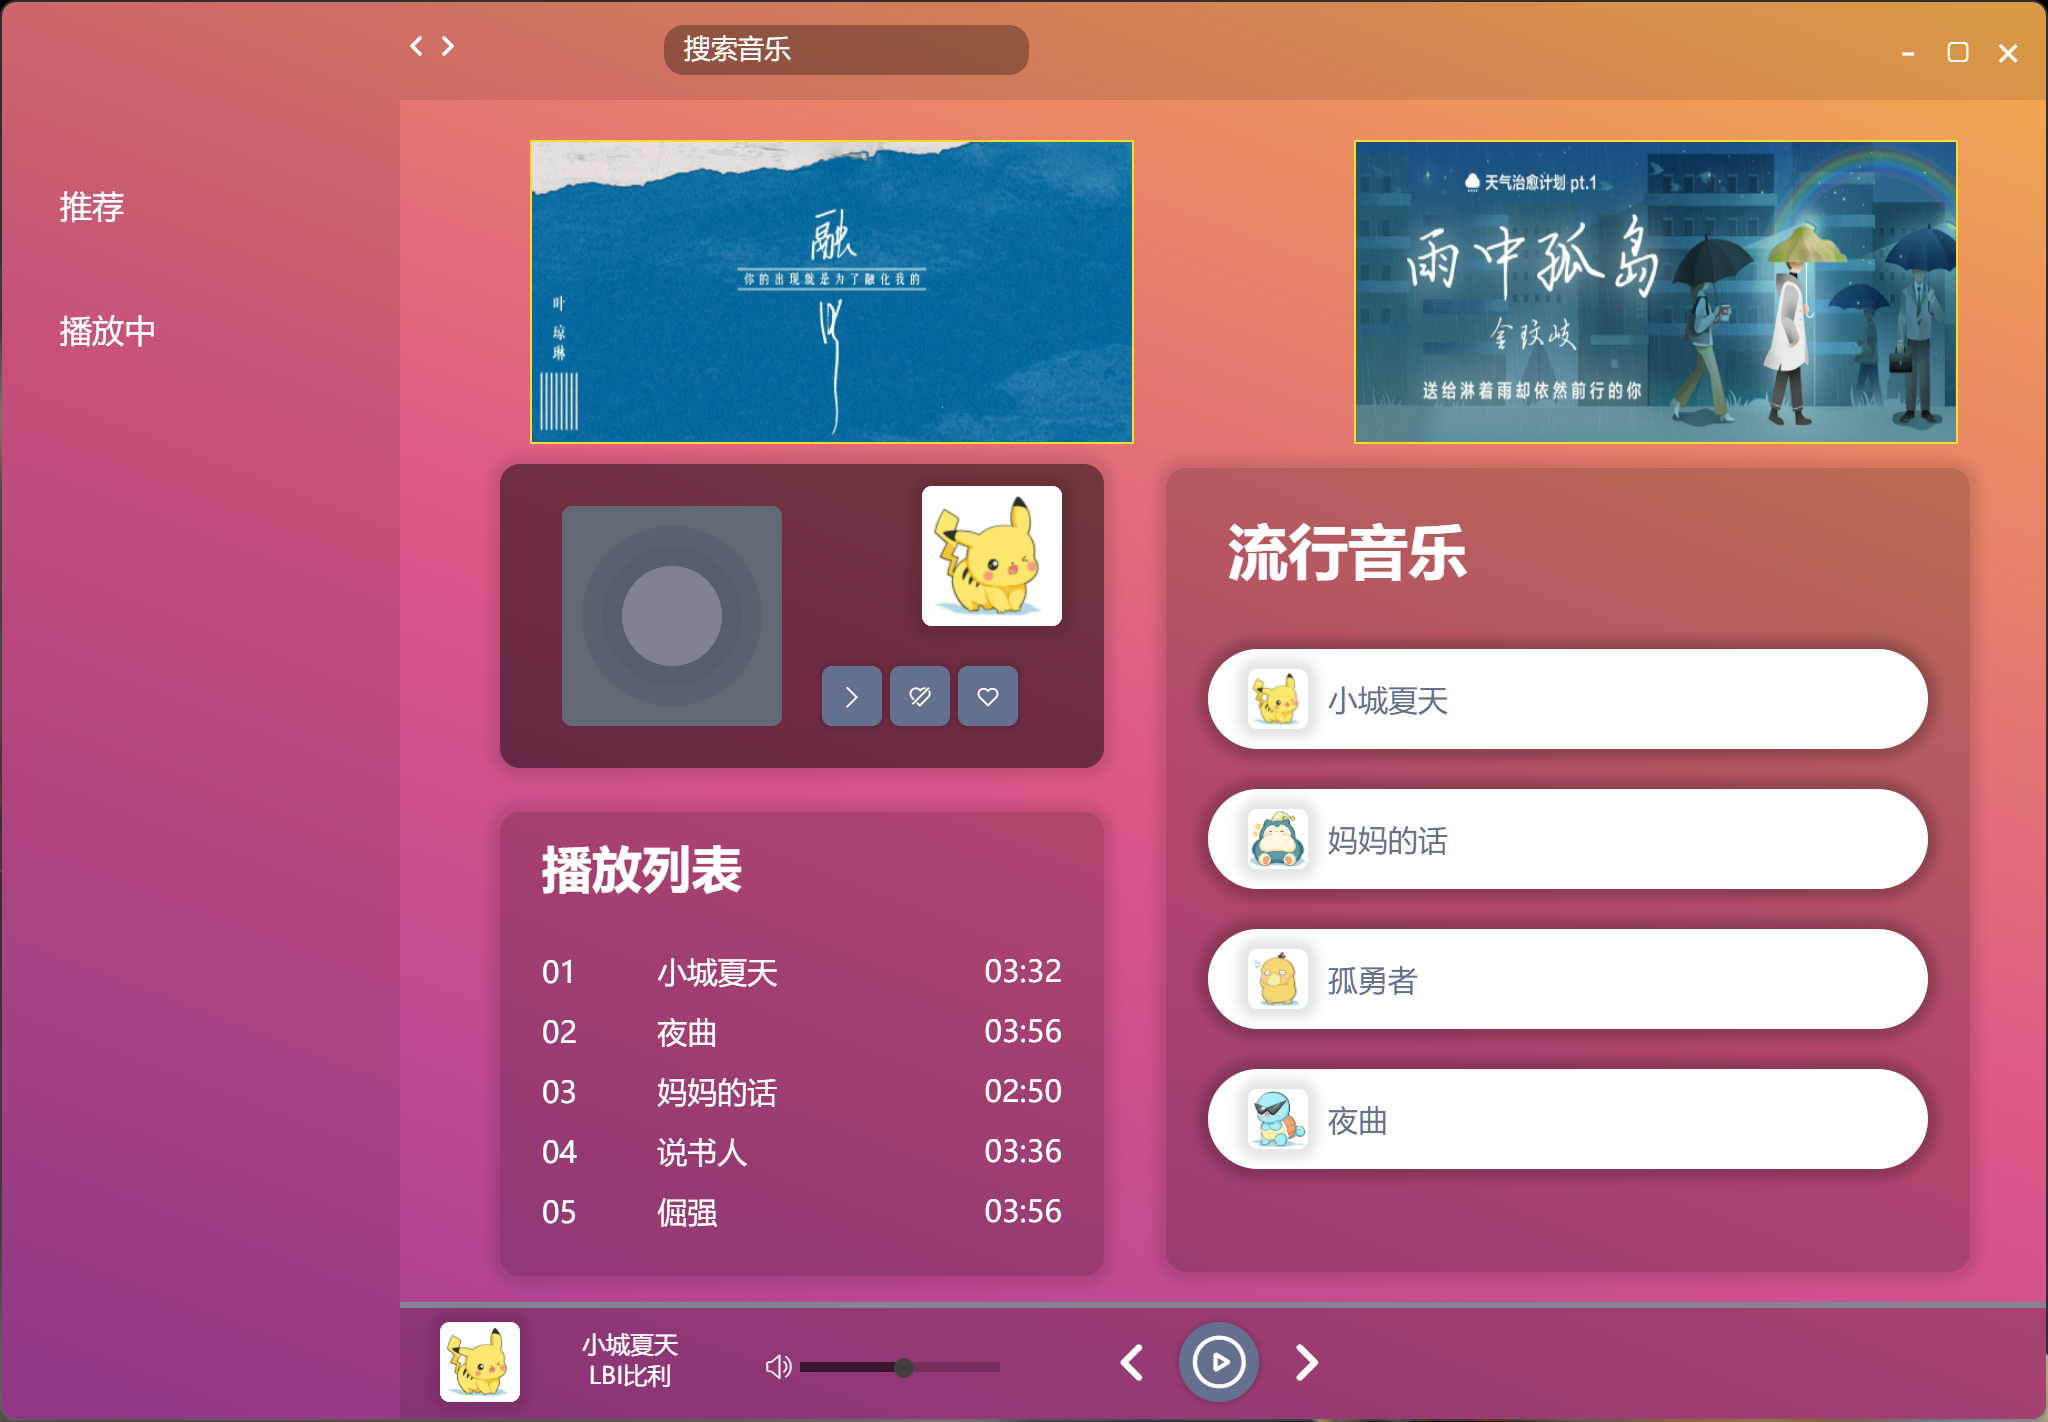 搜索音乐
推荐
播放中
融
你的出现就是为了融化我的
叶琼琳
天气治愈计划 pt.1
雨中孤岛
金玟岐
送给淋着雨却依然前行的你
流行音乐
小城夏天
妈妈的话
孤勇者
夜曲
播放列表
01 小城夏天 03:32
02 夜曲 03:56
03 妈妈的话 02:50
04 说书人 03:36
05 倔强 03:56
小城夏天
LBI比利